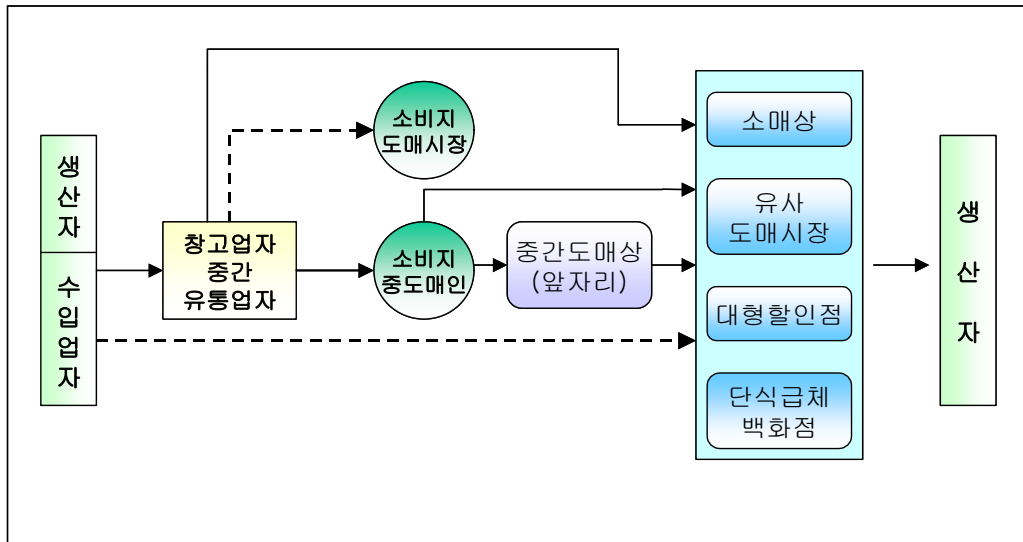 생산자
수입업자
창고업자
중간
유통업자
소비지
도매시장
소비지
중도매인
중간도매상
(앞자리)
소매상
유사
도매시장
대형할인점
단식급체
백화점
생산자